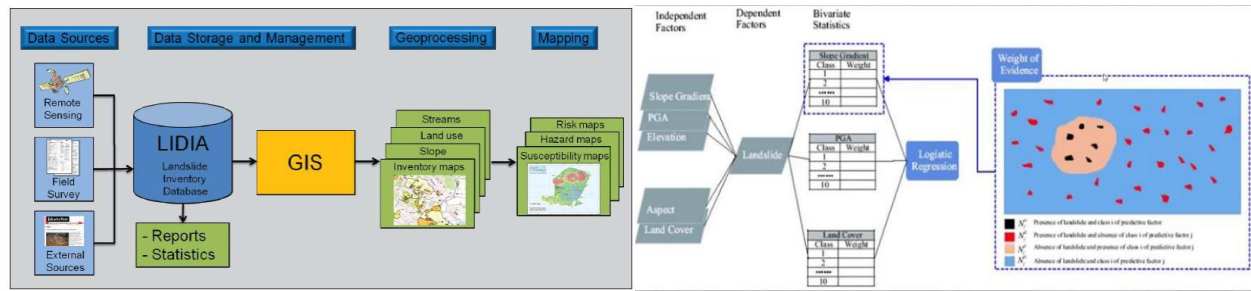 Data Sources
Data Storage and Management
Geoprocessing
Mapping
Remote
Sensing
Field
Survey
External
Sources
LIDIA
Landslide
Inventory
Database
- Reports
- Statistics
GIS
Streams
Land use
Slope
Inventory maps
Risk maps
Hazard maps
Susceptibility maps
Independent
Factors
Dependent
Factors
Bivariate
Statistics
Slope Gradient
PGA
Elevation
Aspect
Land Cover
Landslide
Slope Gradient
Class Weight
1
2
......
10
PGA
Class Weight
1
2
......
10
Land Cover
Class Weight
1
2
......
10
Logistic
Regression
Weight of
Evidence
Presence of landslide and class i of predictive factor
Presence of landslide and absence of class i of predictive factor j
Absence of landslide and presence of class i of predictive factor j
Absence of landslide and class i of predictive factor j